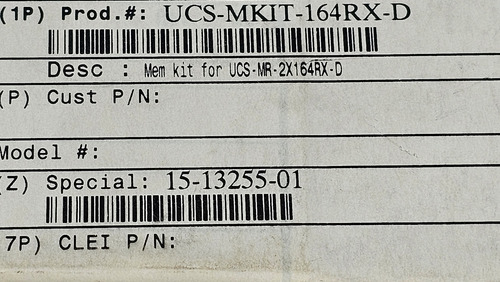 (1P) Prod.#: UCS-MKIT-164RX-D
Desc : Mem kit for UCS-MR-2X164RX-D
(P) Cust P/N:
Model #:
(Z) Special: 15-13255-01
7P) CLEI P/N: